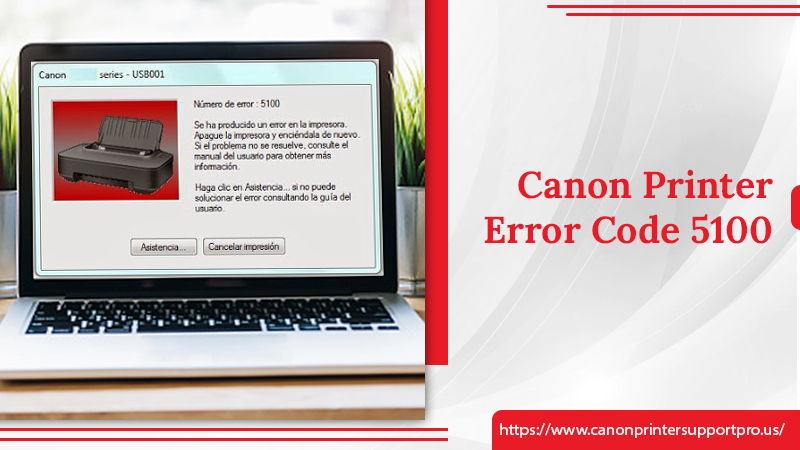 Canon series - USB001
Número de error : 5100
Se ha producido un error en la impresora.
Apague la impresora y enciéndala de nuevo.
Si el problema no se resuelve, consulte el
manual del usuario para obtener más
información.
Haga clic en Asistencia... si no puede
solucionar el error consultando la guía del
usuario.
Asistencia...
Cancelar impresión
Canon Printer
Error Code 5100
https://www.canonprintersupportpro.us/